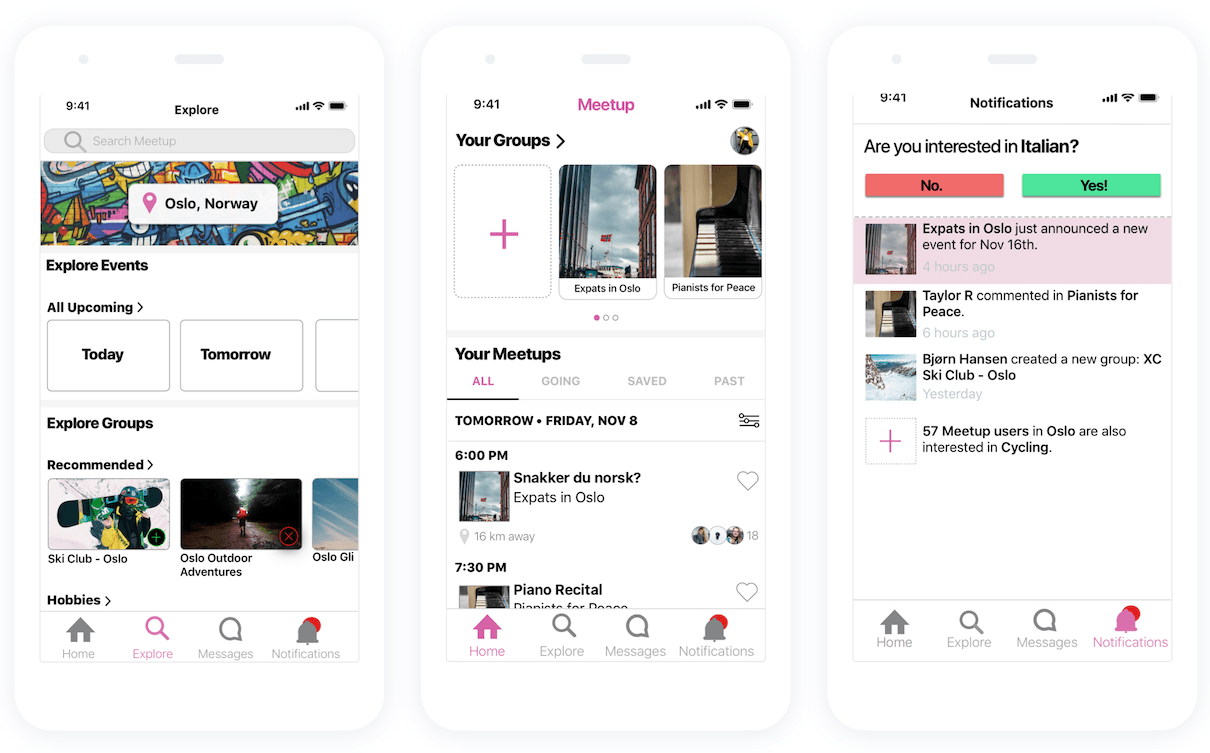 9:41
Explore
Search Meetup
Oslo, Norway
Explore Events
All Upcoming >
Today
Tomorrow
Explore Groups
Recommended >
Ski Club - Oslo
Oslo Outdoor
Adventures
Oslo Gli
Hobbies >
Home
Explore
Messages
Notifications
9:41
Meetup
Your Groups >
Expats in Oslo
Pianists for Peace
Your Meetups
ALL
GOING
SAVED
PAST
TOMORROW • FRIDAY, NOV 8
6:00 PM
Snakker du norsk?
Expats in Oslo
16 km away
18
7:30 PM
Piano Recital
Pianists for Peace
Home
Explore
Messages
Notifications
9:41
Notifications
Are you interested in Italian?
No.
Yes!
Expats in Oslo just announced a new
event for Nov 16th.
4 hours ago
Taylor R commented in Pianists for
Peace.
6 hours ago
Bjørn Hansen created a new group: XC
Ski Club - Oslo
Yesterday
57 Meetup users in Oslo are also
interested in Cycling.
Home
Explore
Messages
Notifications